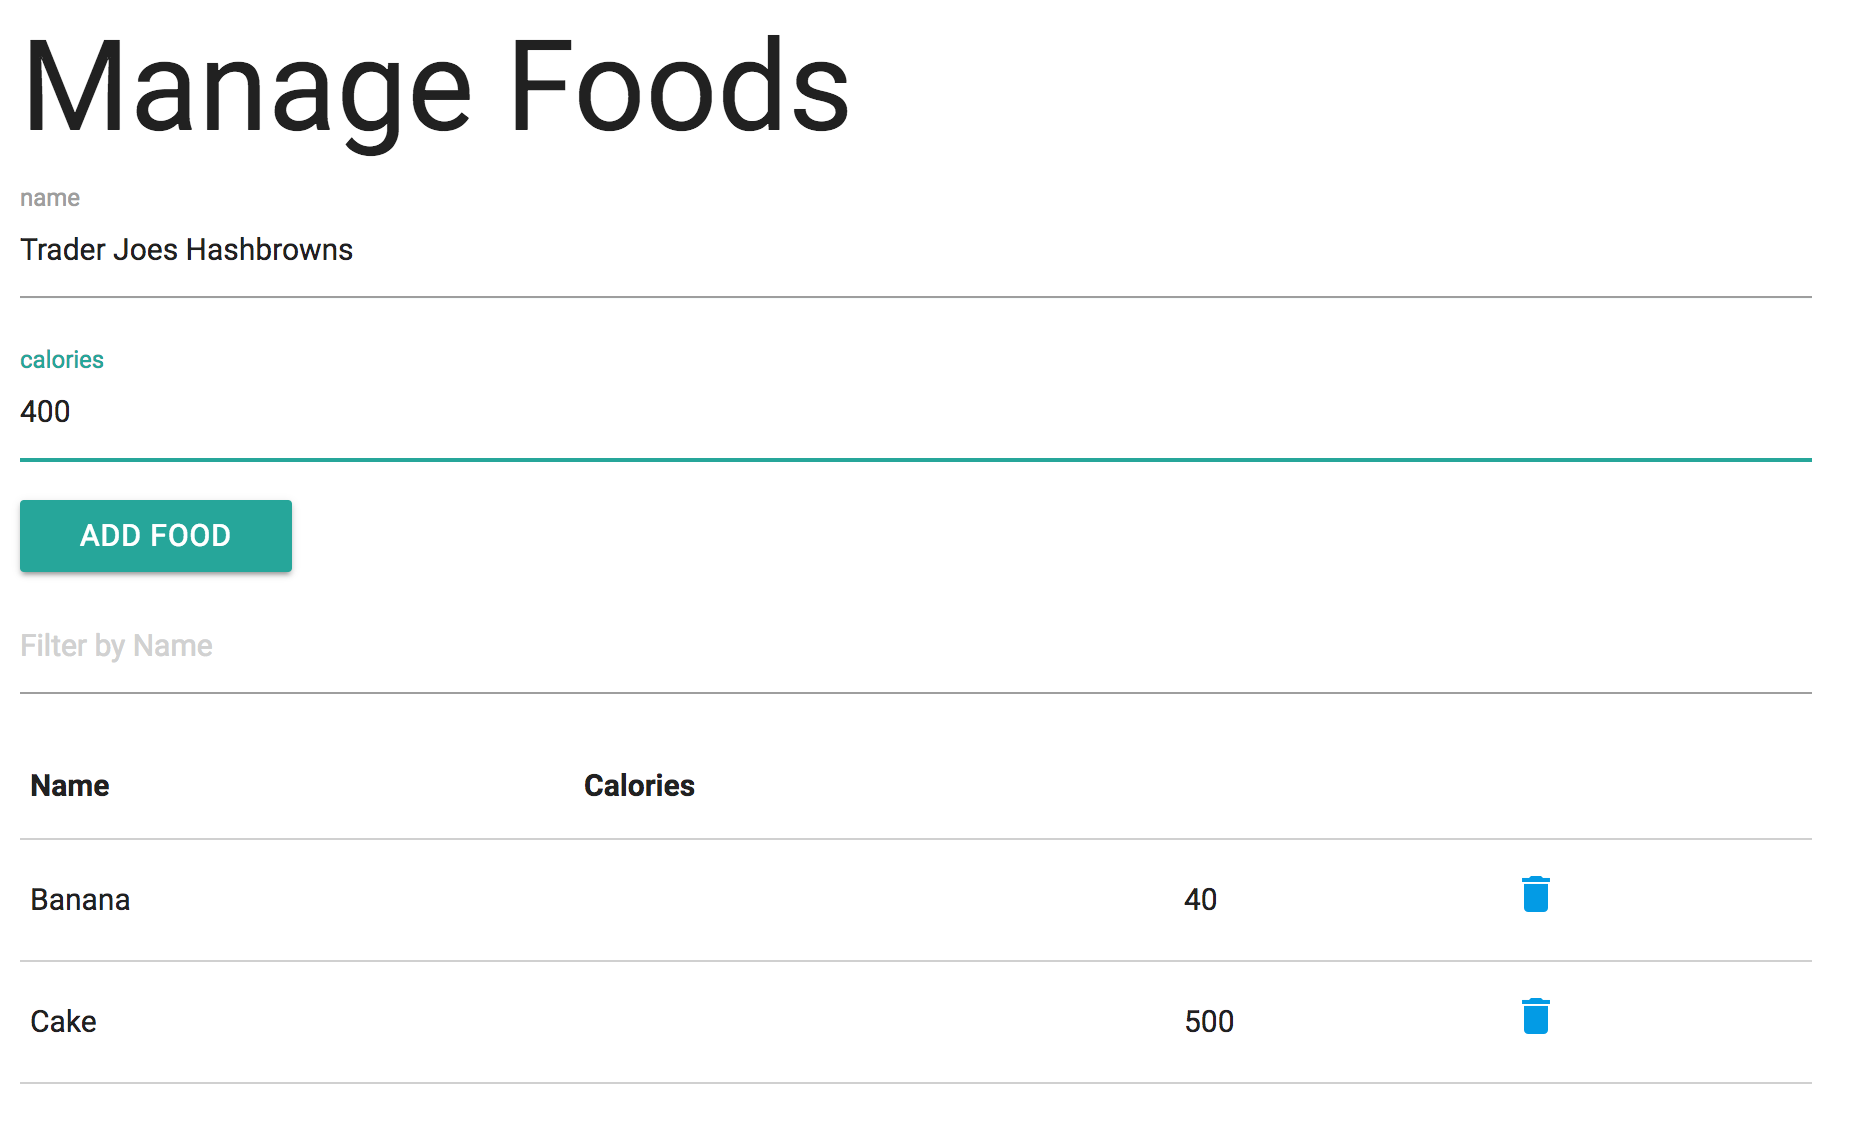 Manage Foods
name
Trader Joes Hashbrowns
calories
400
ADD FOOD
Filter by Name
Name Calories
Banana 40
Cake 500